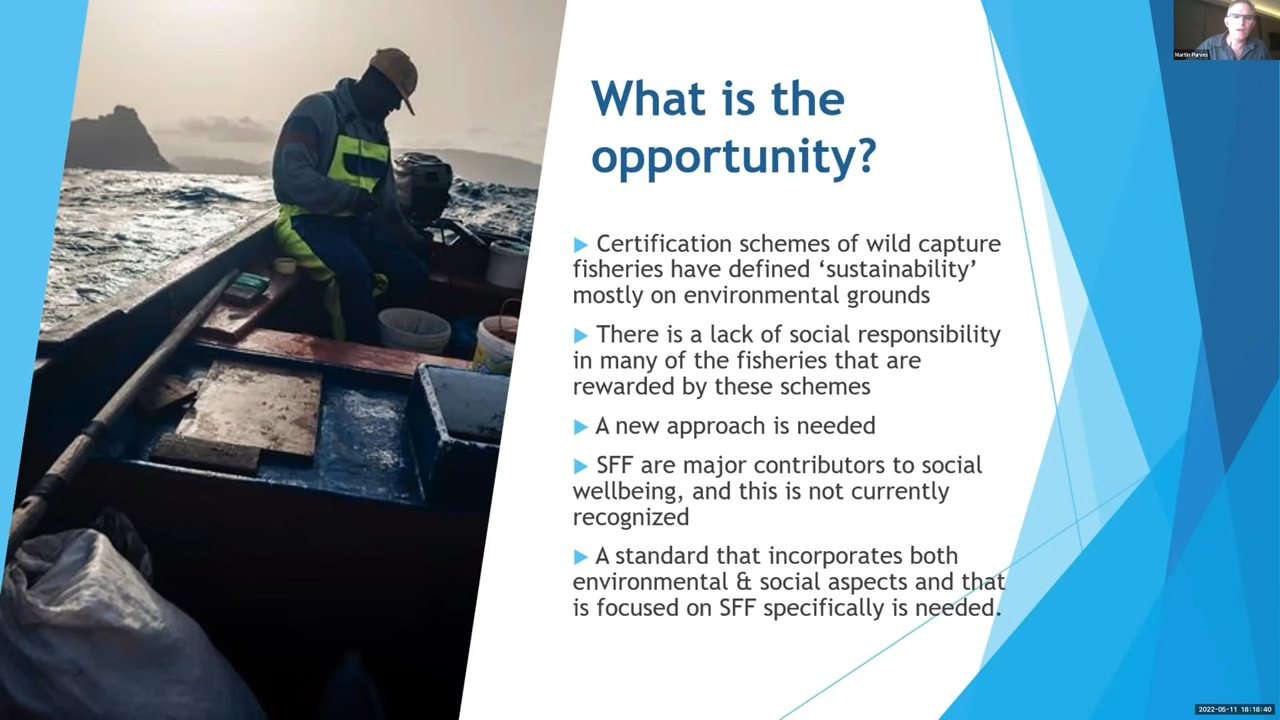 Martin Purves
What is the
opportunity?
Certification schemes of wild capture
fisheries have defined ‘sustainability’
mostly on environmental grounds
There is a lack of social responsibility
in many of the fisheries that are
rewarded by these schemes
A new approach is needed
SFF are major contributors to social
wellbeing, and this is not currently
recognized
A standard that incorporates both
environmental & social aspects and that
is focused on SFF specifically is needed.
2022-05-11 18:18:40